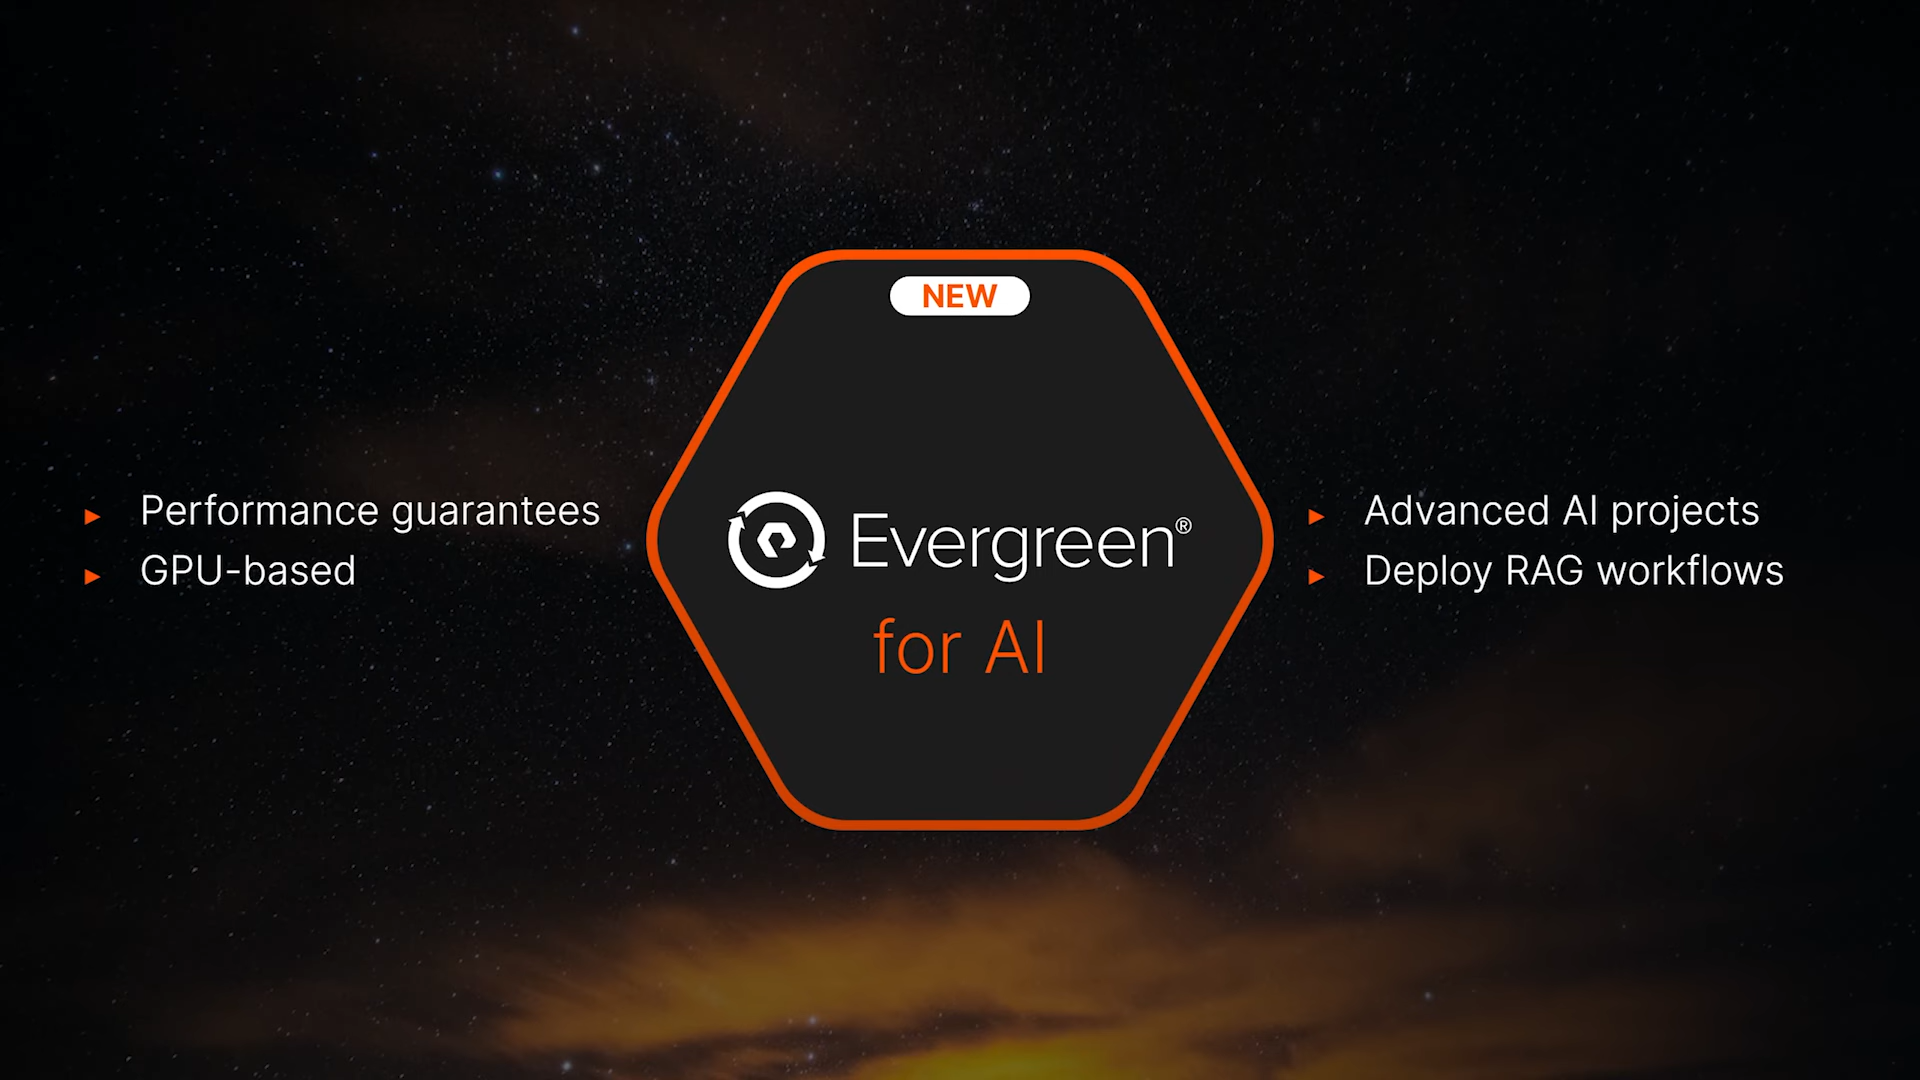 NEW
Performance guarantees
GPU-based
Evergreen®
for AI
Advanced AI projects
Deploy RAG workflows